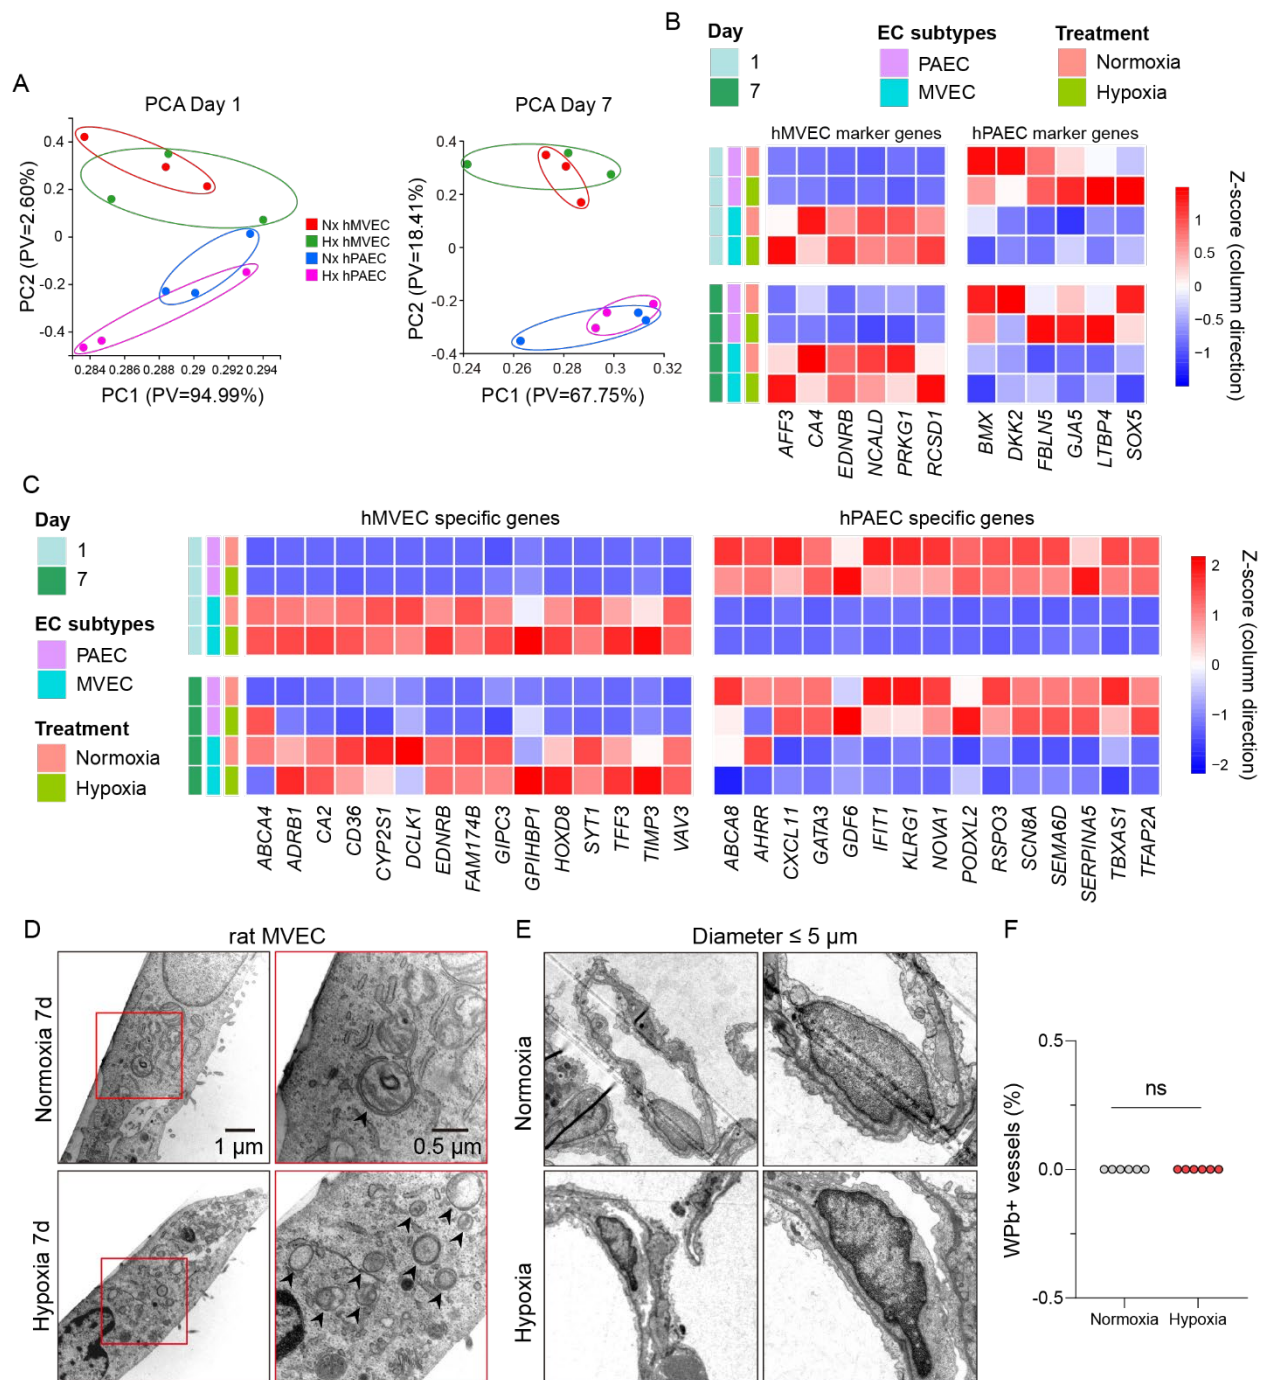 A
PCA Day 1
PC2 (PV=2.60%)
0.4
0.2
0
-0.2
-0.4
0.284 0.286 0.288 0.29 0.292 0.294
PC1 (PV=94.99%)
Nx hMVEC
Hx hMVEC
Nx hPAEC
Hx hPAEC
PCA Day 7
PC2 (PV=18.41%)
0.4
0.2
0
-0.2
-0.4
0.24 0.26 0.28 0.3 0.32
PC1 (PV=67.75%)
B
Day
1
7
EC subtypes
PAEC
MVEC
Treatment
Normoxia
Hypoxia
hMVEC marker genes
hPAEC marker genes
AFF3 CA4 EDNRB NCALD PRKG1 RCSD1
BMX DKK2 FBLN5 GJA5 LTBP4 SOX5
1
0.5
0
−0.5
−1
Z-score (column direction)
C
Day
1
7
EC subtypes
PAEC
MVEC
Treatment
Normoxia
Hypoxia
hMVEC specific genes
hPAEC specific genes
ABCA4 ADRB1 CA2 CD36 CYP2S1 DCLK1 EDNRB FAM174B GIPC3 GPIHBP1 HOXD8 SYT1 TFF3 TIMP3 VAV3
ABCA8 AHRR CXCL11 GATA3 GDF6 IFIT1 KLRG1 NOVA1 PODXL2 RSPO3 SCN8A SEMA6D SERPINA5 TBXAS1 TFAP2A
2
1
0
−1
−2
Z-score (column direction)
D
rat MVEC
Normoxia 7d
1 µm
0.5 µm
Hypoxia 7d
E
Diameter ≤ 5 µm
Normoxia
Hypoxia
F
WPb+ vessels (%)
0.5
0.0
-0.5
ns
Normoxia Hypoxia